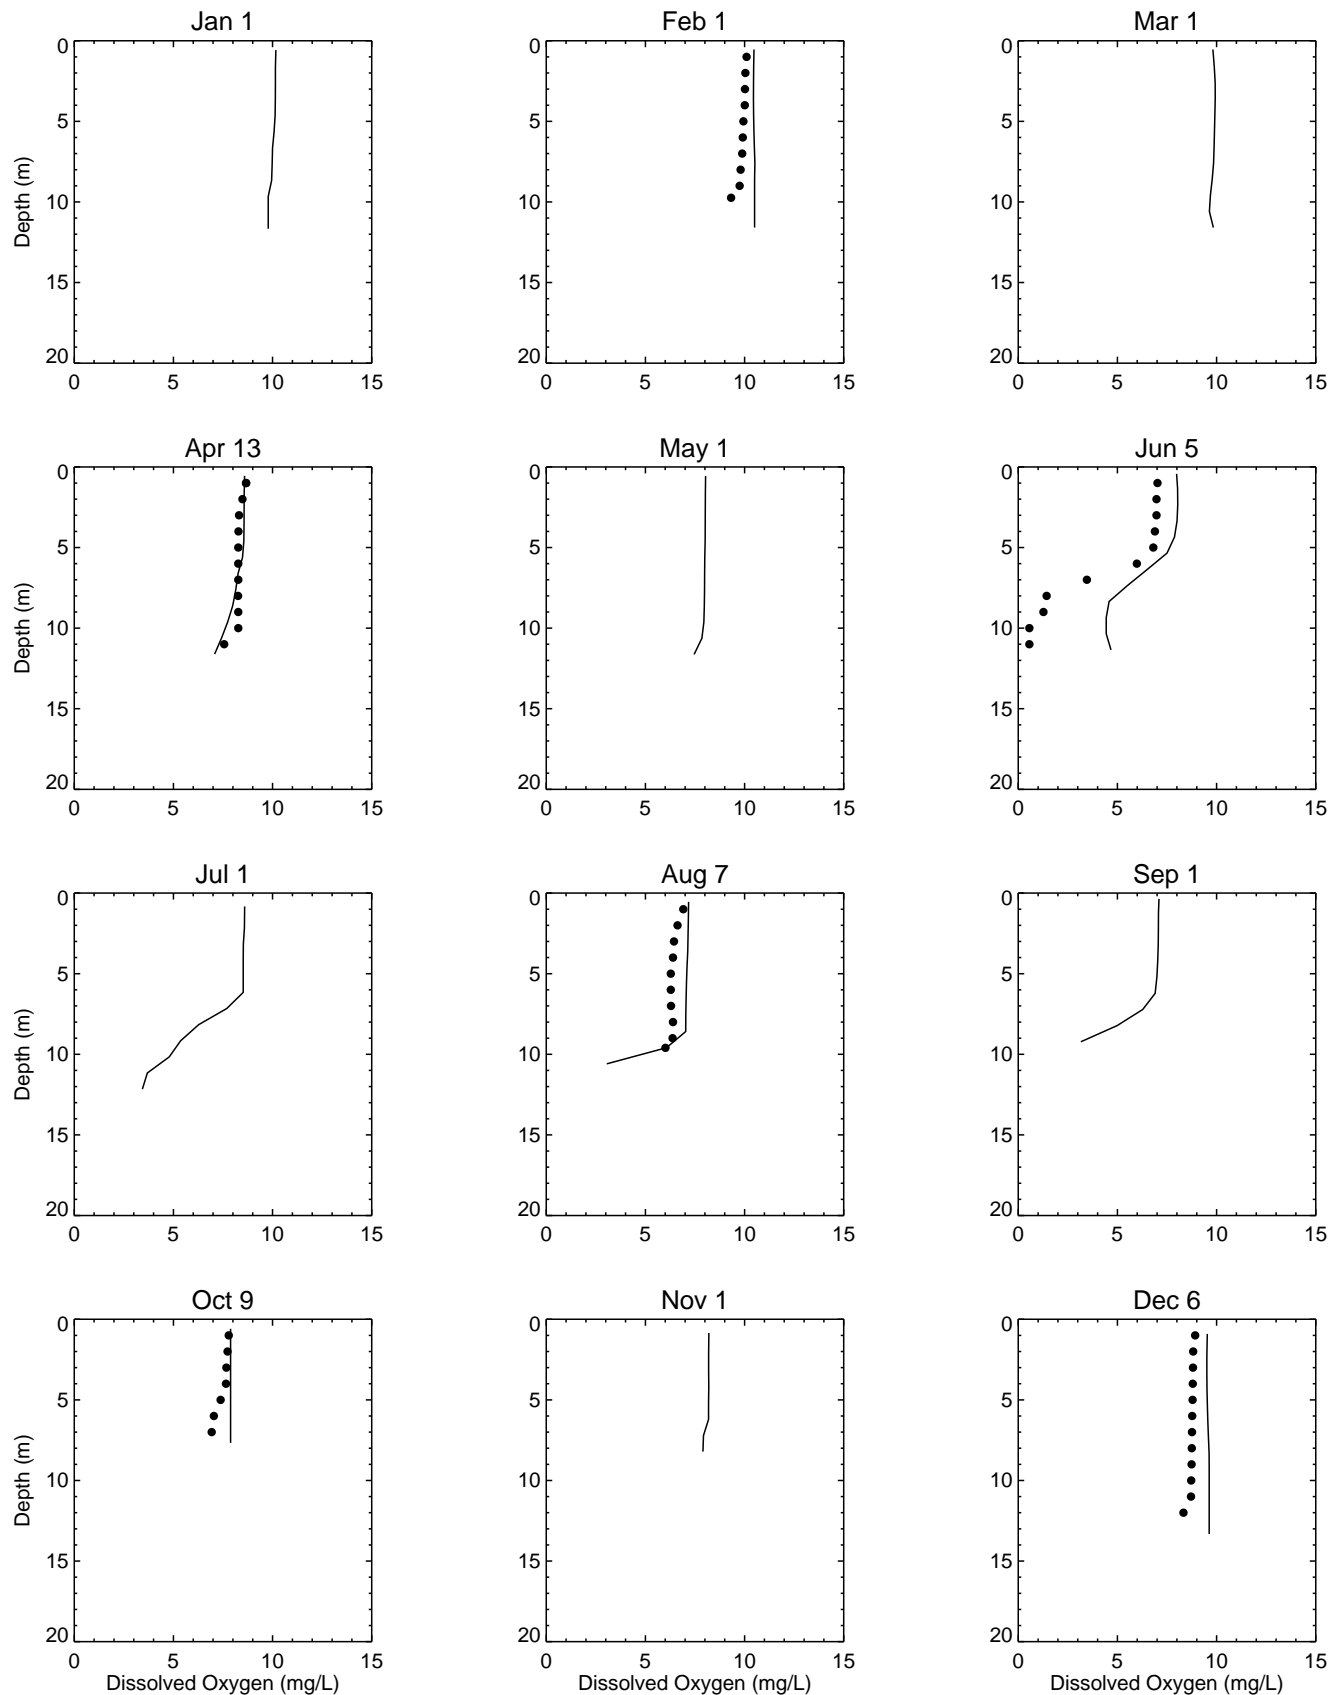 Jan 1 Feb 1 Mar 1
0 0 0
5 5 5
10 10 10
15 15 15
20 20 20
Depth (m)
0 5 10 15 0 5 10 15 0 5 10 15
Apr 13 May 1 Jun 5
0 0 0
5 5 5
10 10 10
15 15 15
20 20 20
Depth (m)
0 5 10 15 0 5 10 15 0 5 10 15
Jul 1 Aug 7 Sep 1
0 0 0
5 5 5
10 10 10
15 15 15
20 20 20
Depth (m)
0 5 10 15 0 5 10 15 0 5 10 15
Oct 9 Nov 1 Dec 6
0 0 0
5 5 5
10 10 10
15 15 15
20 20 20
Depth (m)
0 5 10 15 0 5 10 15 0 5 10 15
Dissolved Oxygen (mg/L) Dissolved Oxygen (mg/L) Dissolved Oxygen (mg/L)